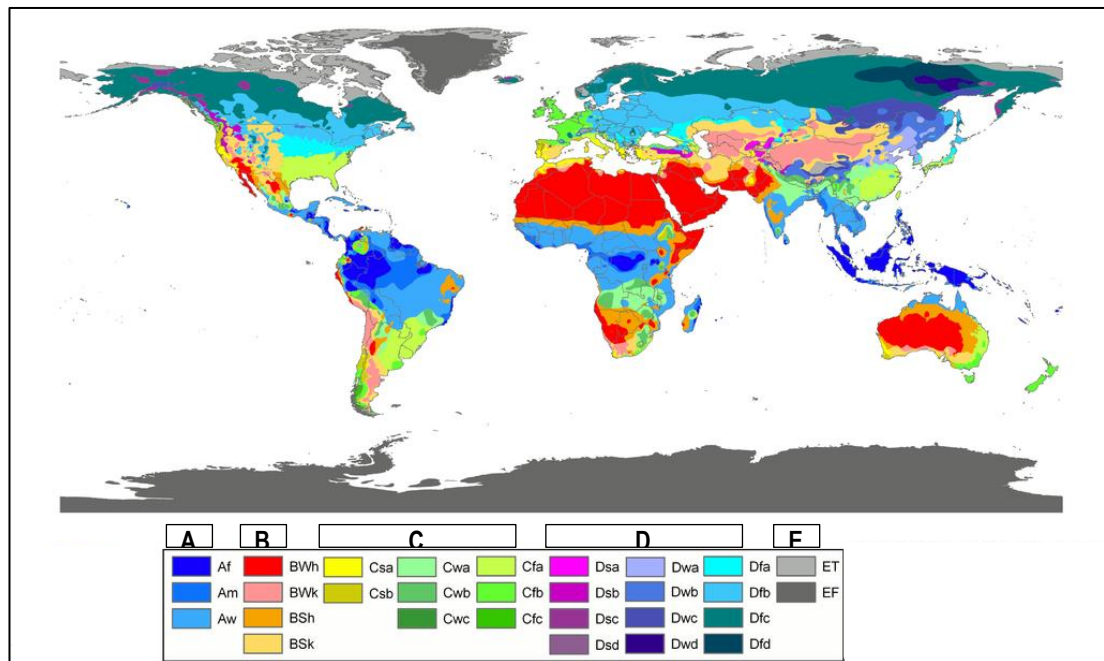 A B C D E
Af BWh Csa Cwa Cfa Dsa Dwa Dfa ET
Am BWk Csb Cwb Cfb Dsb Dwb Dfb EF
Aw BSh Cwc Cfc Dsc Dwc Dfc
BSk Dsd Dwd Dfd